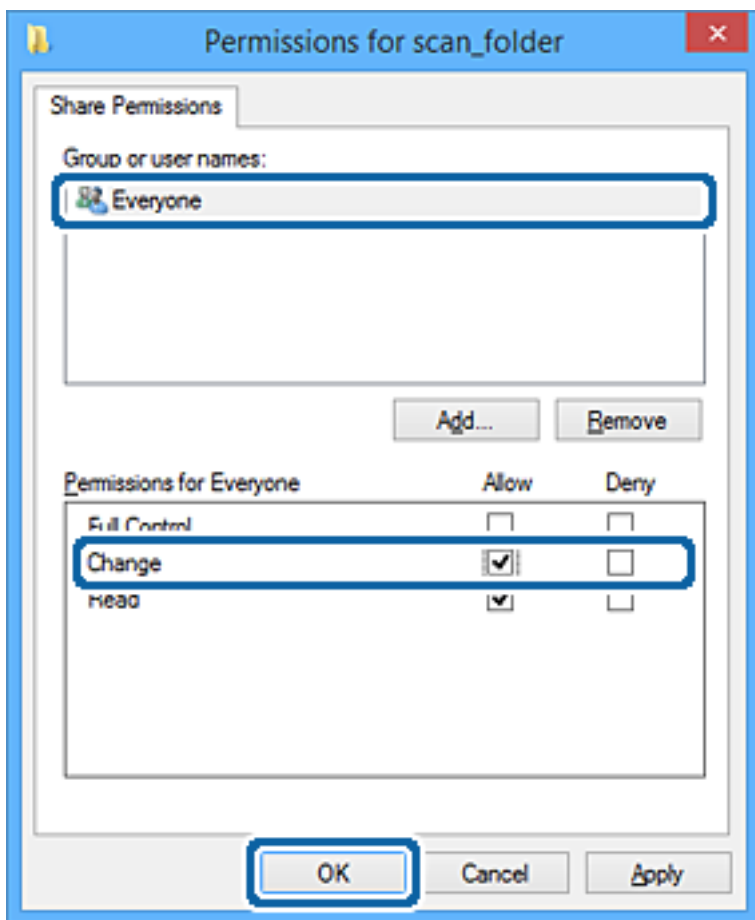 Permissions for scan_folder
Share Permissions
Group or user names:
Everyone
Add... Remove
Permissions for Everyone Allow Deny
Full Control
Change
Read
OK Cancel Apply